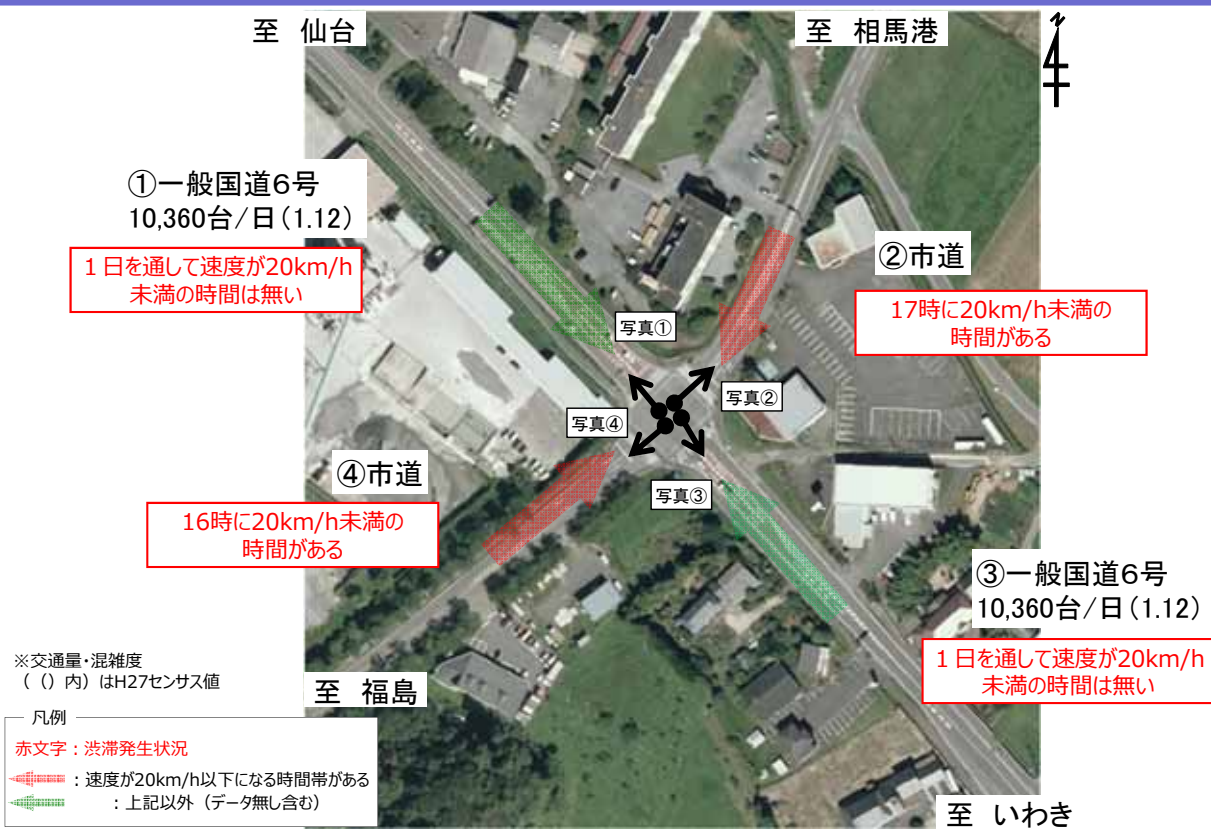 至 仙台
至 相馬港
①一般国道6号
10,360台/日(1.12)
1日を通して速度が20km/h
未満の時間は無い
②市道
17時に20km/h未満の
時間がある
写真①
写真②
写真④
写真③
④市道
16時に20km/h未満の
時間がある
③一般国道6号
10,360台/日(1.12)
1日を通して速度が20km/h
未満の時間は無い
※交通量・混雑度
(()内)はH27センサス値
至 福島
凡例
赤文字:渋滞発生状況
:速度が20km/h以下になる時間帯がある
:上記以外(データ無し含む)
至 いわき